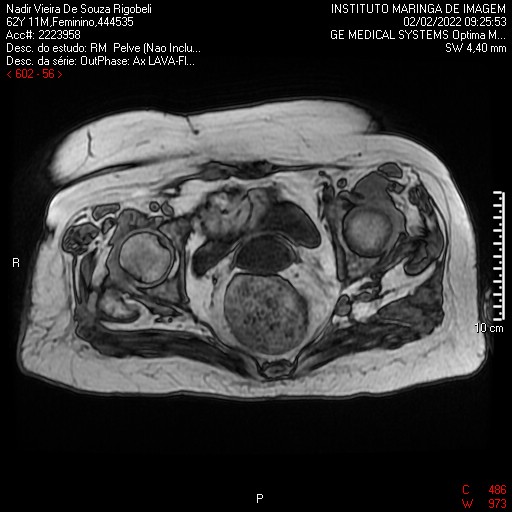 Nadir Vieira De Souza Rigobeli
62Y 11M,Feminino,444535
Acc#: 2223958
Desc. do estudo: RM Pelve (Nao Inclu...
Desc. da série: OutPhase: Ax LAVA-Fl...
< 602 - 56 >
INSTITUTO MARINGA DE IMAGEM
02/02/2022 09:25:53
GE MEDICAL SYSTEMS Optima M...
SW 4,40 mm
R
10 cm
P
C 486
W 973